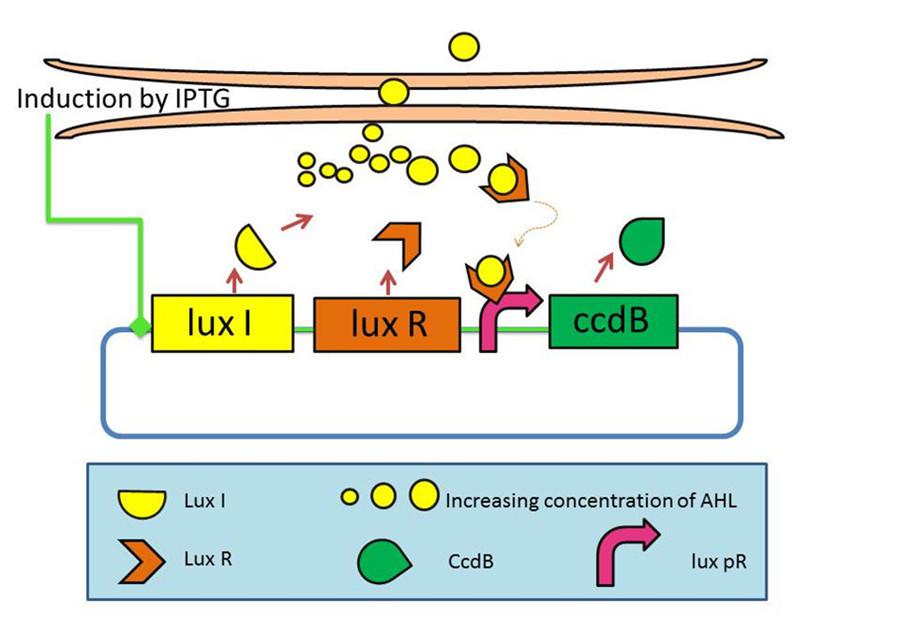 Induction by IPTG
lux I
lux R
ccdB
Lux I
Increasing concentration of AHL
Lux R
CcdB
lux pR